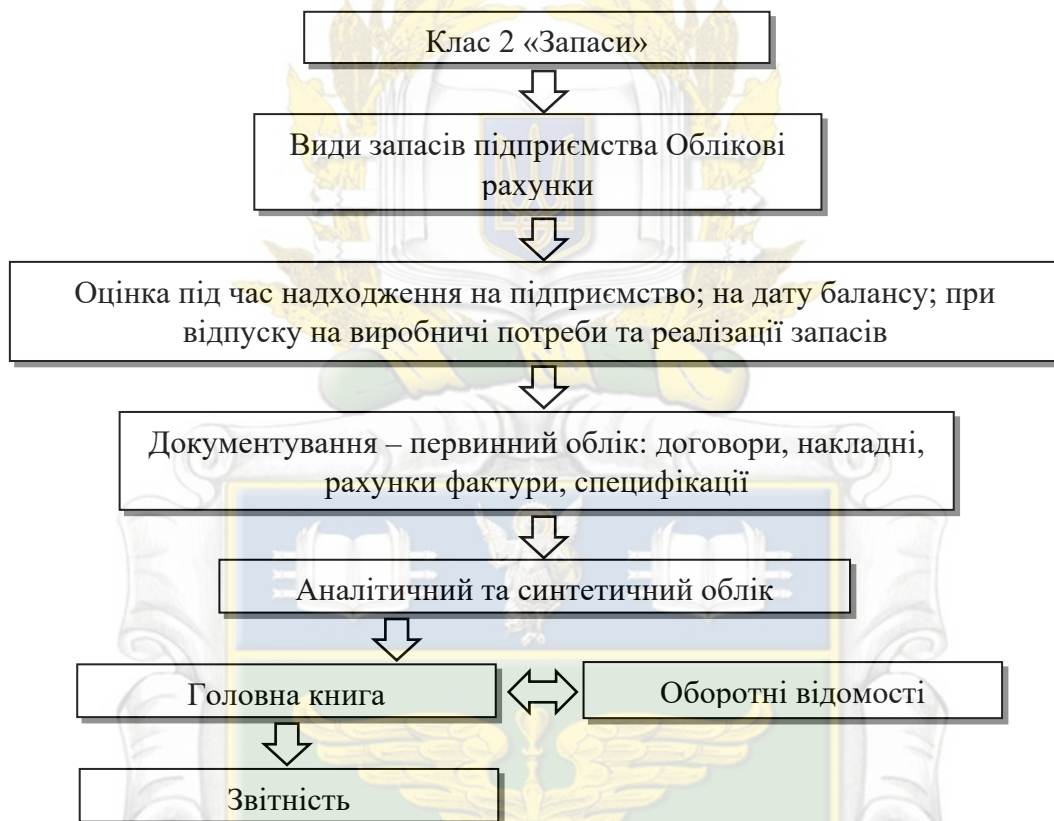 Клас 2 «Запаси»
Види запасів підприємства Облікові
рахунки
Оцінка під час надходження на підприємство; на дату балансу; при
відпуску на виробничі потреби та реалізації запасів
Документування – первинний облік: договори, накладні,
рахунки фактури, специфікації
Аналітичний та синтетичний облік
Головна книга
Оборотні відомості
Звітність